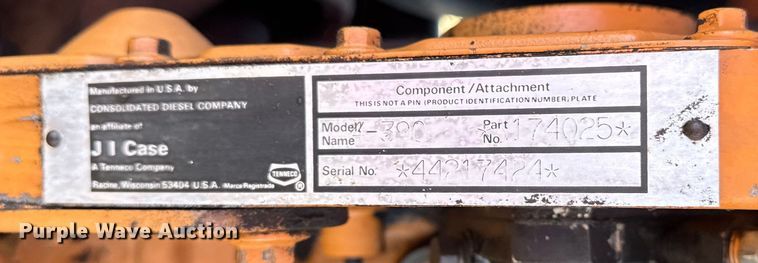 Manufactured in U.S.A. by
CONSOLIDATED DIESEL COMPANY
an affiliate of
J I Case
A Tenneco Company
Racine, Wisconsin 53404 U.S.A. Marca Registrada
TENNECO
®
Component/Attachment
THIS IS NOT A PIN (PRODUCT IDENTIFICATION NUMBER) PLATE
Model/ Name 4-390 Part No. *174025*
Serial No. *44217424*
Purple Wave Auction